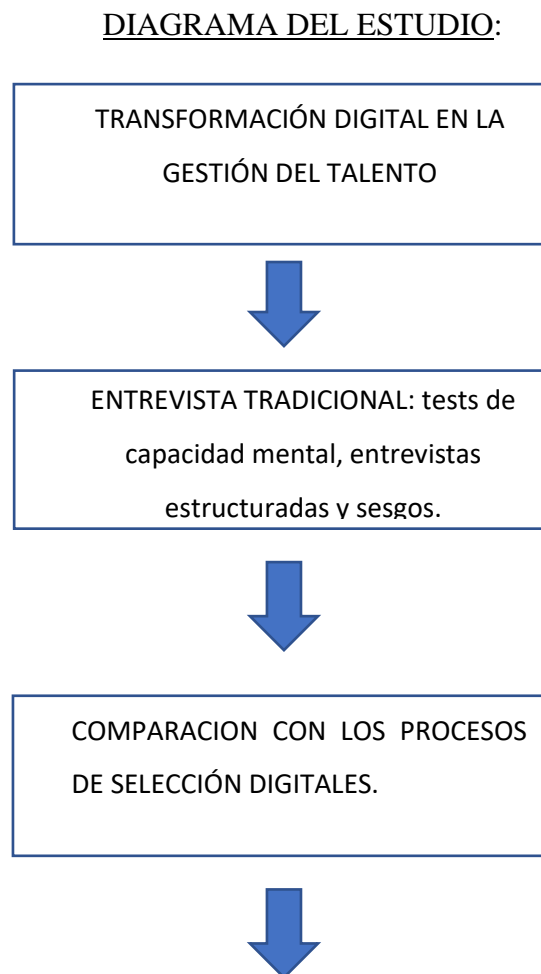 DIAGRAMA DEL ESTUDIO:
TRANSFORMACIÓN DIGITAL EN LA
GESTIÓN DEL TALENTO
ENTREVISTA TRADICIONAL: tests de
capacidad mental, entrevistas
estructuradas y sesgos.
COMPARACION CON LOS PROCESOS
DE SELECCIÓN DIGITALES.